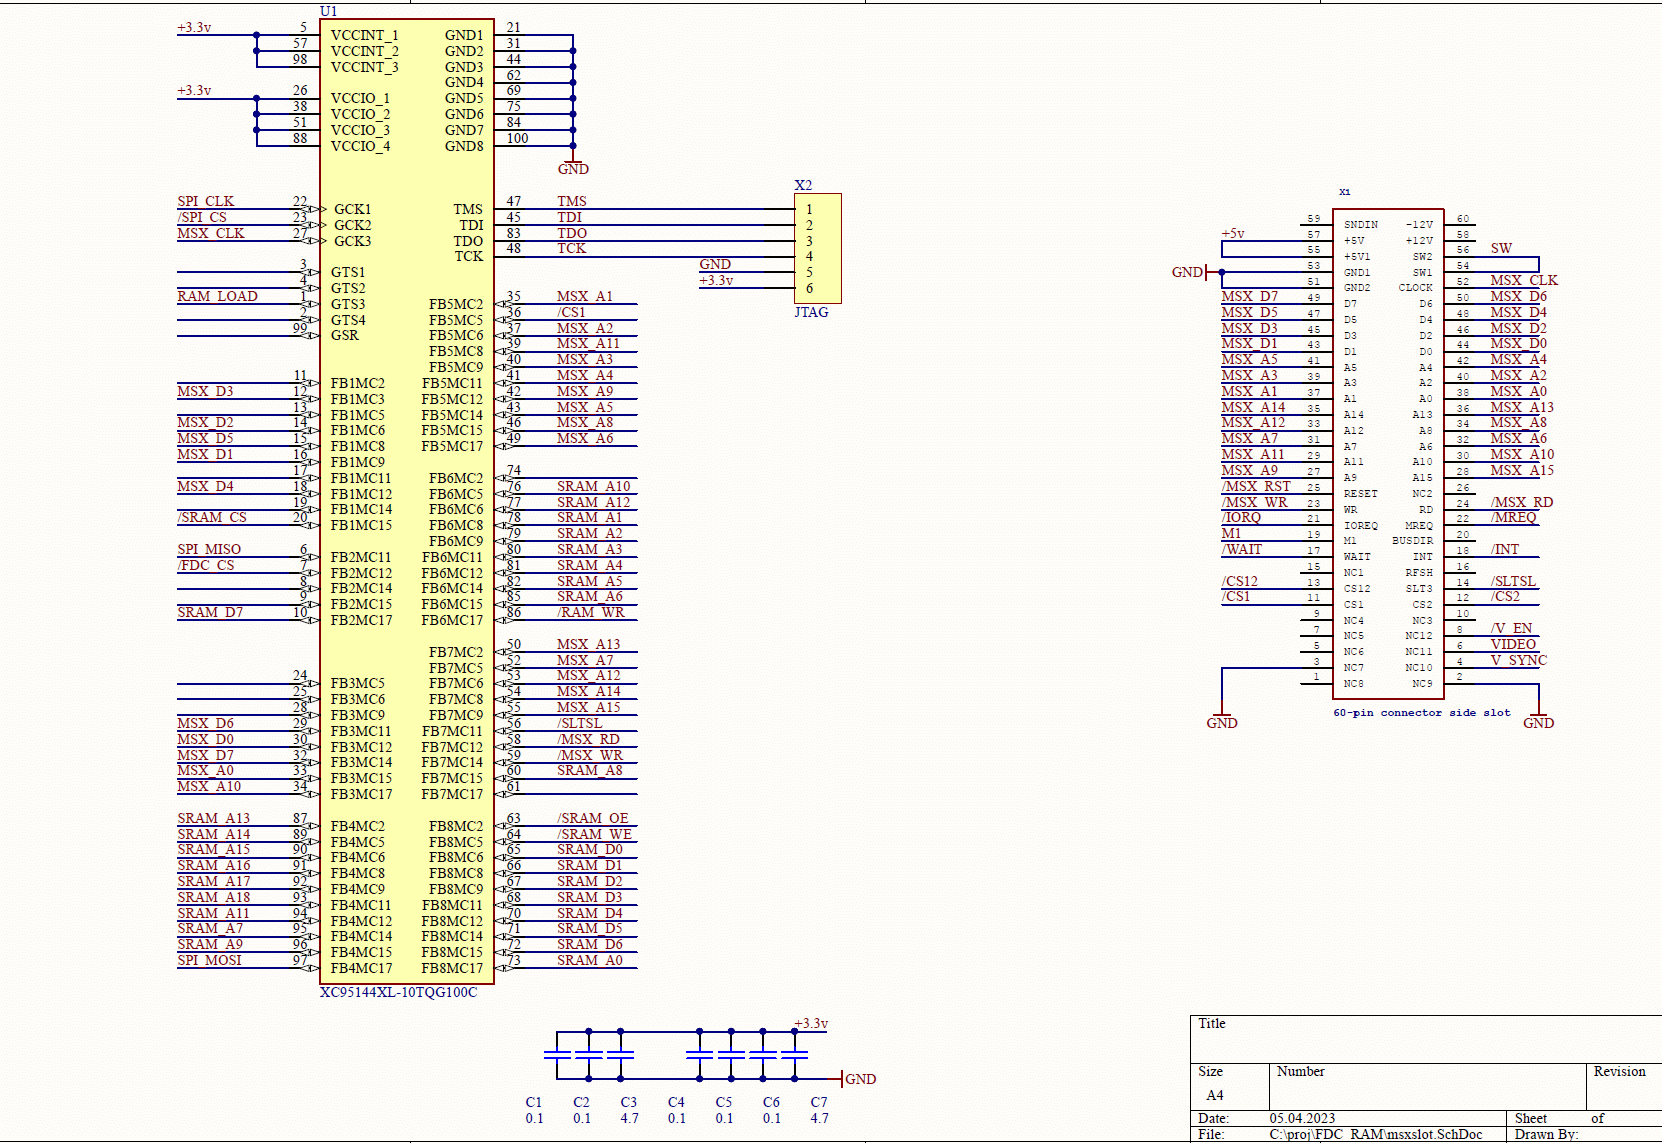 U1
+3.3v 5 VCCINT_1 GND1 21
57 VCCINT_2 GND2 31
98 VCCINT_3 GND3 44
GND4 62
+3.3v 26 VCCIO_1 GND5 69
38 VCCIO_2 GND6 75
51 VCCIO_3 GND7 84
88 VCCIO_4 GND8 100
GND
SPI_CLK 22 GCK1 TMS 47 TMS
/SPI_CS 23 GCK2 TDI 45 TDI
MSX_CLK 27 GCK3 TDO 83 TDO
TCK 48 TCK
3 GTS1
4 GTS2
RAM_LOAD 1 GTS3 FB5MC2 35 MSX_A1
2 GTS4 FB5MC5 36 /CS1
99 GSR FB5MC6 37 MSX_A2
FB5MC8 39 MSX_A11
FB5MC9 40 MSX_A3
11 FB1MC2 FB5MC11 41 MSX_A4
MSX_D3 12 FB1MC3 FB5MC12 42 MSX_A9
13 FB1MC5 FB5MC14 43 MSX_A5
MSX_D2 14 FB1MC6 FB5MC15 46 MSX_A8
MSX_D5 15 FB1MC8 FB5MC17 49 MSX_A6
MSX_D1 16 FB1MC9
17 FB1MC11 FB6MC2 74
MSX_D4 18 FB1MC12 FB6MC5 76 SRAM_A10
19 FB1MC14 FB6MC6 77 SRAM_A12
/SRAM_CS 20 FB1MC15 FB6MC8 78 SRAM_A1
FB6MC9 79 SRAM_A2
SPI_MISO 6 FB2MC11 FB6MC11 80 SRAM_A3
/FDC_CS 7 FB2MC12 FB6MC12 81 SRAM_A4
8 FB2MC14 FB6MC14 82 SRAM_A5
9 FB2MC15 FB6MC15 85 SRAM_A6
SRAM_D7 10 FB2MC17 FB6MC17 86 /RAM_WR
FB7MC2 50 MSX_A13
FB7MC5 52 MSX_A7
24 FB3MC5 FB7MC6 53 MSX_A12
25 FB3MC6 FB7MC8 54 MSX_A14
28 FB3MC9 FB7MC9 55 MSX_A15
MSX_D6 29 FB3MC11 FB7MC11 56 /SLTSL
MSX_D0 30 FB3MC12 FB7MC12 58 /MSX_RD
MSX_D7 32 FB3MC14 FB7MC14 59 /MSX_WR
MSX_A0 33 FB3MC15 FB7MC15 60 SRAM_A8
MSX_A10 34 FB3MC17 FB7MC17 61
SRAM_A13 87 FB4MC2 FB8MC2 63 /SRAM_OE
SRAM_A14 89 FB4MC5 FB8MC5 64 /SRAM_WE
SRAM_A15 90 FB4MC6 FB8MC6 65 SRAM_D0
SRAM_A16 91 FB4MC8 FB8MC8 66 SRAM_D1
SRAM_A17 92 FB4MC9 FB8MC9 67 SRAM_D2
SRAM_A18 93 FB4MC11 FB8MC11 68 SRAM_D3
SRAM_A11 94 FB4MC12 FB8MC12 70 SRAM_D4
SRAM_A7 95 FB4MC14 FB8MC14 71 SRAM_D5
SRAM_A9 96 FB4MC15 FB8MC15 72 SRAM_D6
SPI_MOSI 97 FB4MC17 FB8MC17 73 SRAM_A0
XC95144XL-10TQG100C
X2
1
2
3
4
GND 5
+3.3v 6
JTAG
X1
59 SNDIN -12V 60
+5v 57 +5V +12V 58
55 +5V1 SW2 56 SW
GND 53 GND1 SW1 54
51 GND2 CLOCK 52 MSX_CLK
MSX_D7 49 D7 D6 50 MSX_D6
MSX_D5 47 D5 D4 48 MSX_D4
MSX_D3 45 D3 D2 46 MSX_D2
MSX_D1 43 D1 D0 44 MSX_D0
MSX_A5 41 A5 A4 42 MSX_A4
MSX_A3 39 A3 A2 40 MSX_A2
MSX_A1 37 A1 A0 38 MSX_A0
MSX_A14 35 A14 A13 36 MSX_A13
MSX_A12 33 A12 A8 34 MSX_A8
MSX_A7 31 A7 A6 32 MSX_A6
MSX_A11 29 A11 A10 30 MSX_A10
MSX_A9 27 A9 A15 28 MSX_A15
/MSX_RST 25 RESET NC2 26
/MSX_WR 23 WR RD 24 /MSX_RD
/IORQ 21 IOREQ MREQ 22 /MREQ
M1 19 M1 BUSDIR 20
/WAIT 17 WAIT INT 18 /INT
15 NC1 RFSH 16
/CS12 13 CS12 SLT3 14 /SLTSL
/CS1 11 CS1 CS2 12 /CS2
9 NC4 NC3 10
7 NC5 NC12 8 /V_EN
5 NC6 NC11 6 VIDEO
3 NC7 NC10 4 V_SYNC
1 NC8 NC9 2
GND 60-pin connector side slot GND
+3.3v
GND
C1 C2 C3 C4 C5 C6 C7
0.1 0.1 4.7 0.1 0.1 0.1 4.7
Title
Size Number Revision
A4
Date: 05.04.2023 Sheet of
File: C:\proj\FDC_RAM\msxslot.SchDoc Drawn By: